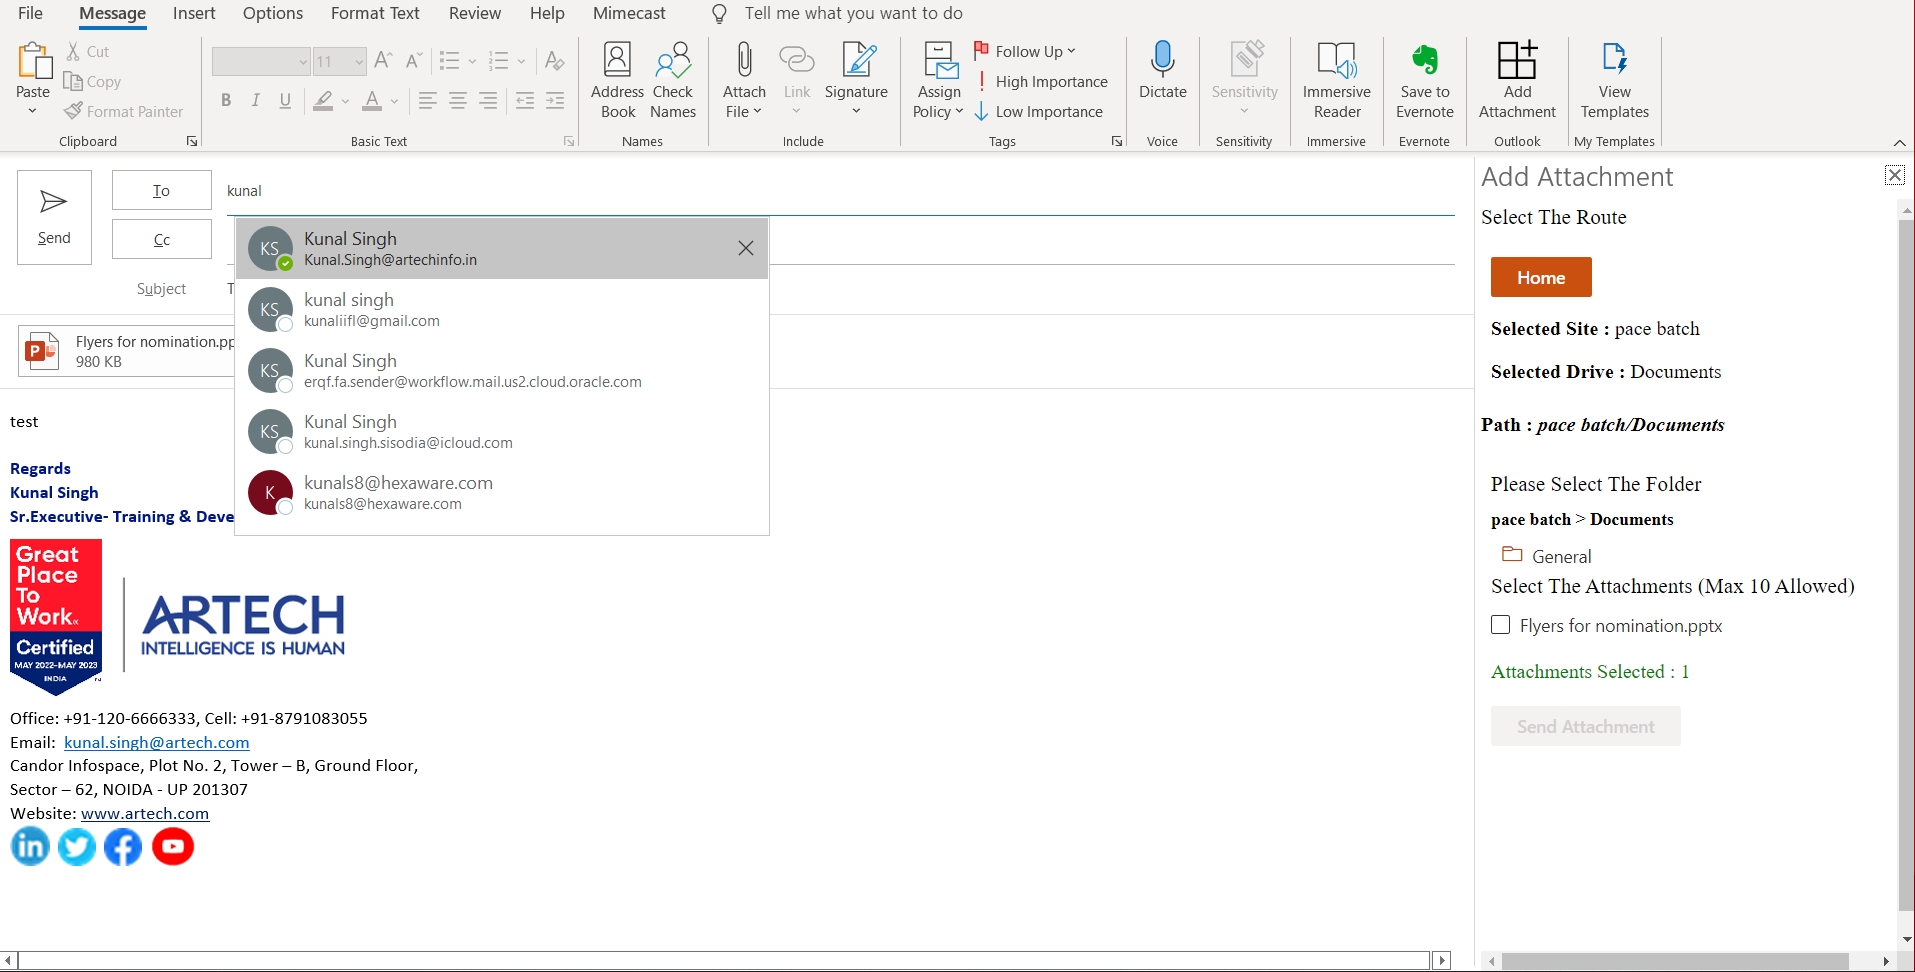 File Message Insert Options Format Text Review Help Mimecast Tell me what you want to do
Paste
Cut
Copy
Format Painter
Clipboard
11
B I U
A
Basic Text
Address Book
Check Names
Names
Attach File
Link
Signature
Include
Assign Policy
Follow Up
High Importance
Low Importance
Tags
Dictate
Voice
Sensitivity
Sensitivity
Immersive Reader
Immersive
Save to Evernote
Evernote
Add Attachment
Outlook
View Templates
My Templates
Send
To
kunal
Cc
Subject
T
KS
Kunal Singh
Kunal.Singh@artechinfo.in
KS
kunal singh
kunaliifl@gmail.com
KS
Kunal Singh
erqf.fa.sender@workflow.mail.us2.cloud.oracle.com
KS
Kunal Singh
kunal.singh.sisodia@icloud.com
K
kunals8@hexaware.com
kunals8@hexaware.com
P
Flyers for nomination.pp
980 KB
test
Regards
Kunal Singh
Sr.Executive- Training & Deve
Great
Place
To
Work.
Certified
MAY 2022-MAY 2023
INDIA
ARTECH
INTELLIGENCE IS HUMAN
Office: +91-120-6666333, Cell: +91-8791083055
Email: kunal.singh@artech.com
Candor Infospace, Plot No. 2, Tower – B, Ground Floor,
Sector – 62, NOIDA - UP 201307
Website: www.artech.com
in
Add Attachment
Select The Route
Home
Selected Site : pace batch
Selected Drive : Documents
Path : pace batch/Documents
Please Select The Folder
pace batch > Documents
General
Select The Attachments (Max 10 Allowed)
Flyers for nomination.pptx
Attachments Selected : 1
Send Attachment